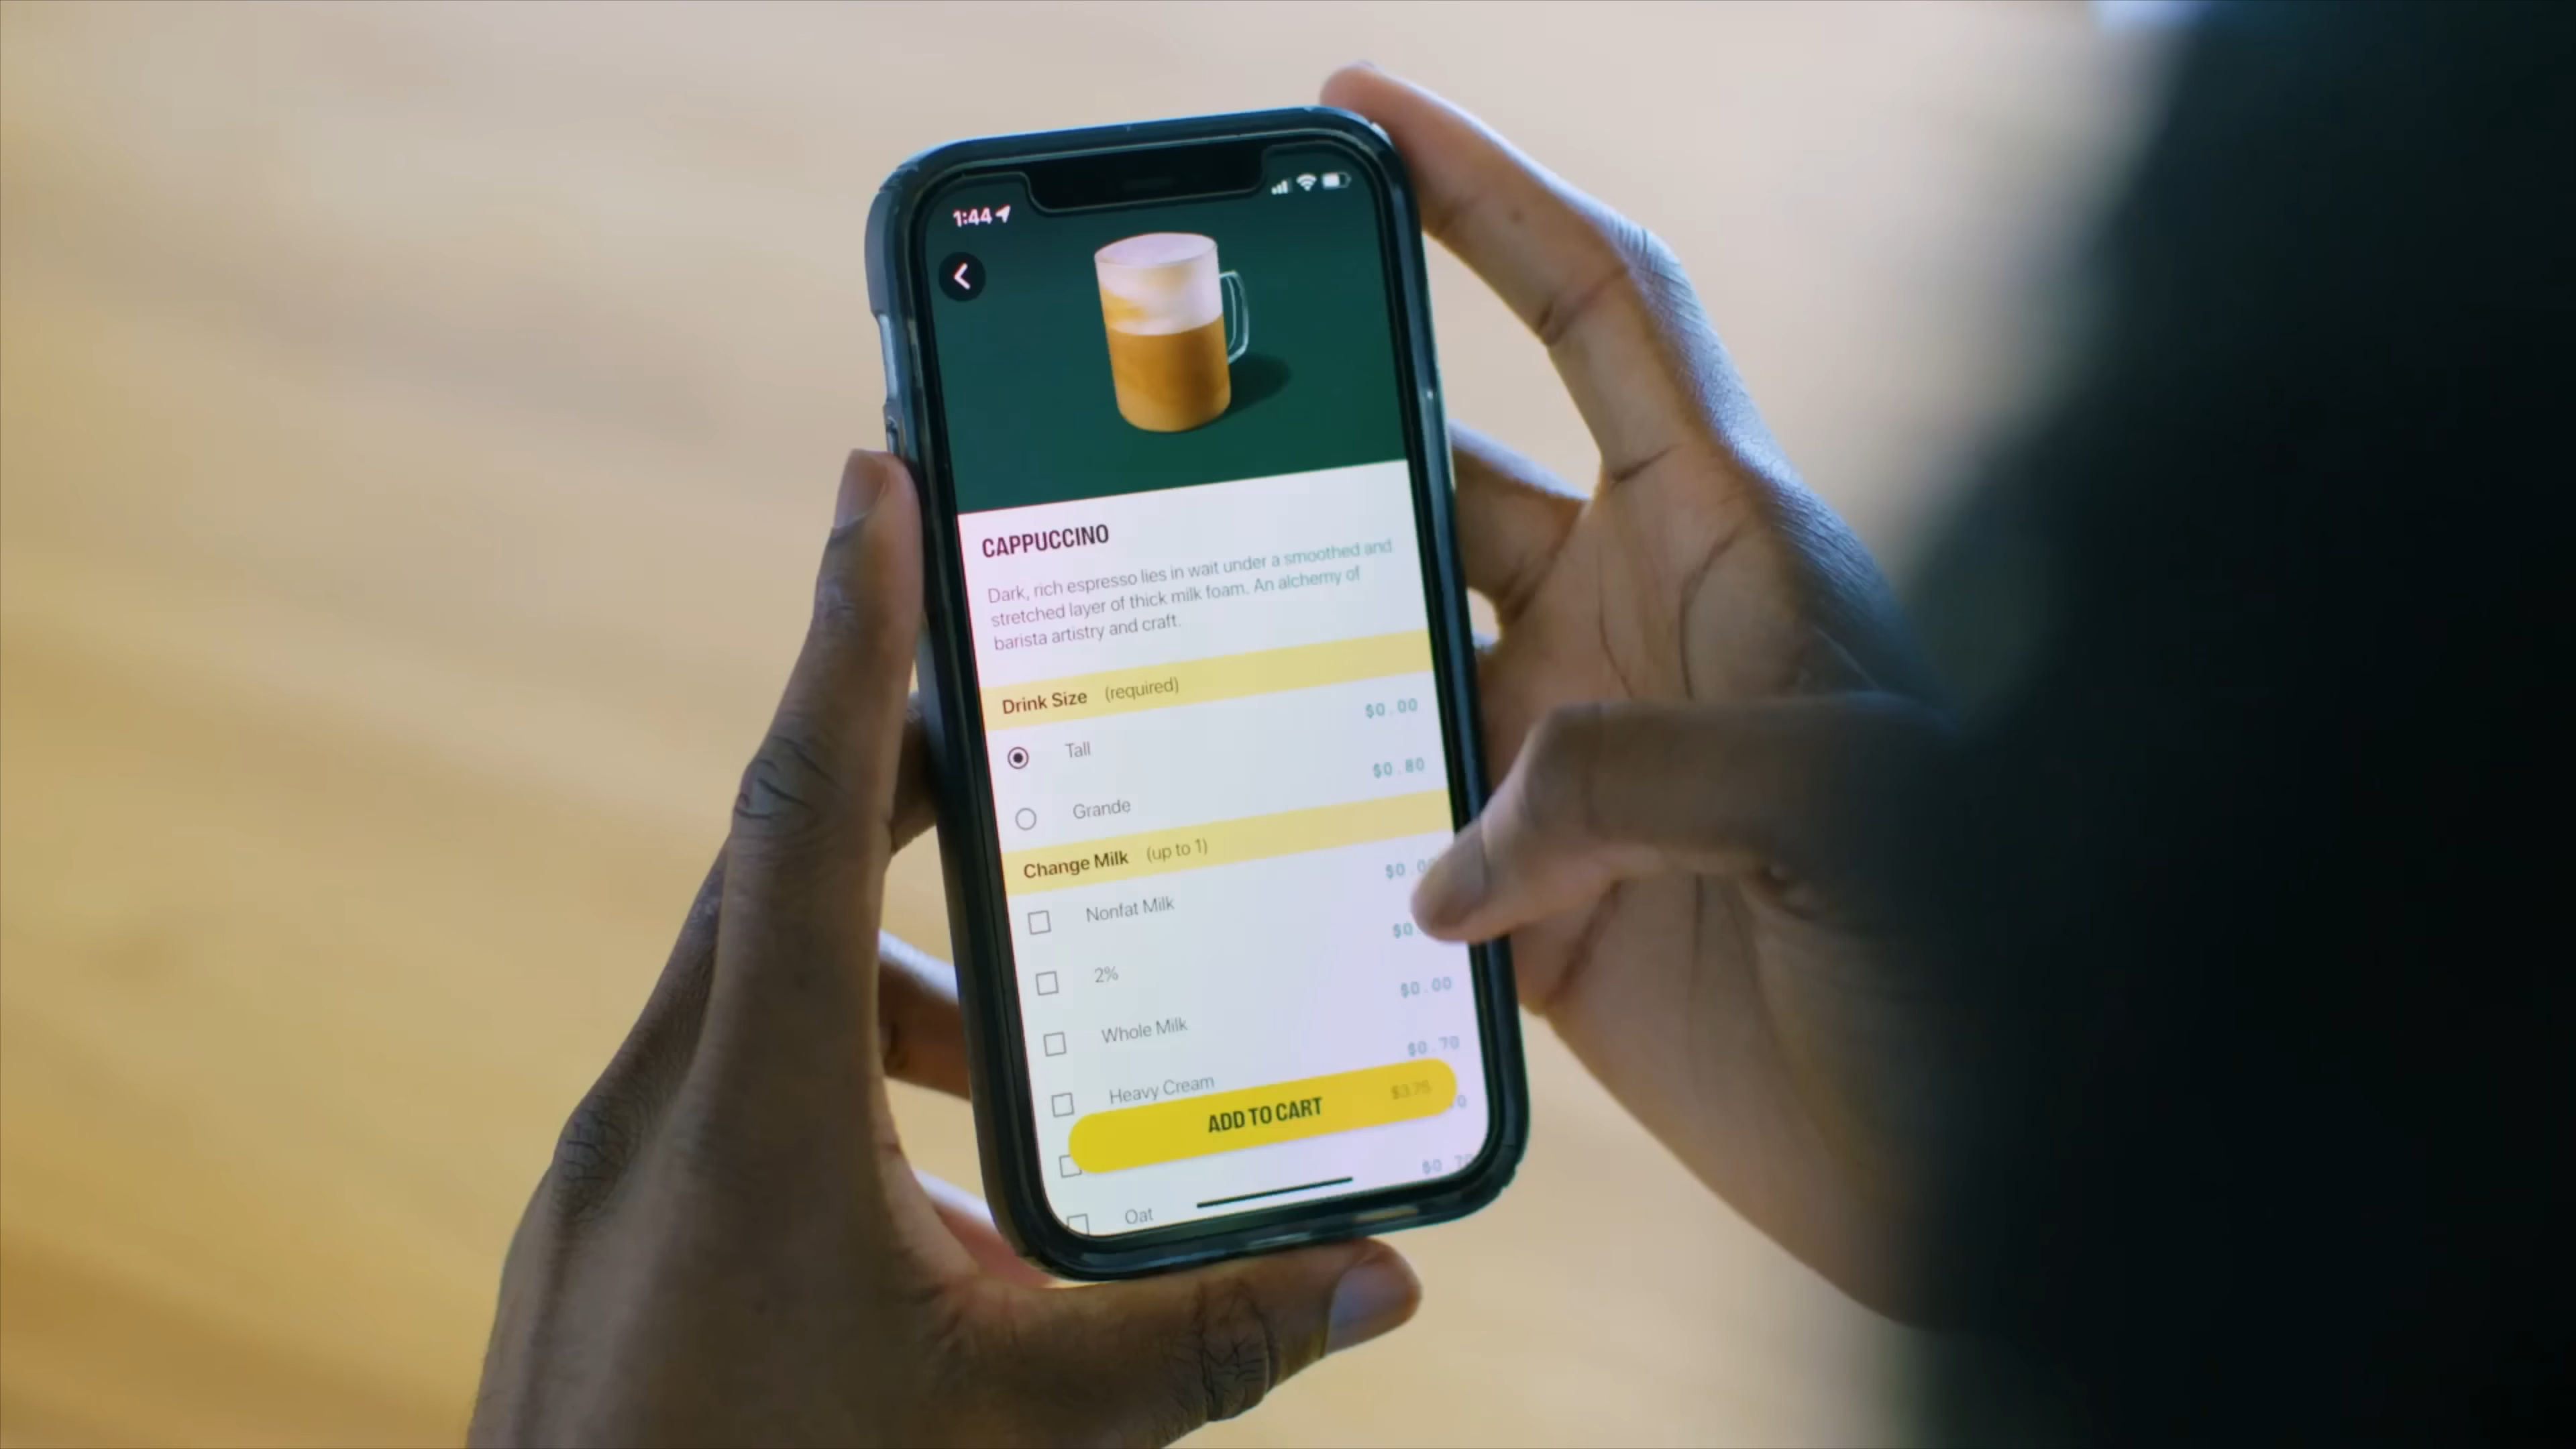 1:44
CAPPUCCINO
Dark, rich espresso lies in wait under a smoothed and
stretched layer of thick milk foam. An alchemy of
barista artistry and craft.
Drink Size (required)
Tall $0.00
Grande $0.80
Change Milk (up to 1)
Nonfat Milk
2%
Whole Milk $0.00
Heavy Cream $0.70
ADD TO CART $3.75
Oat